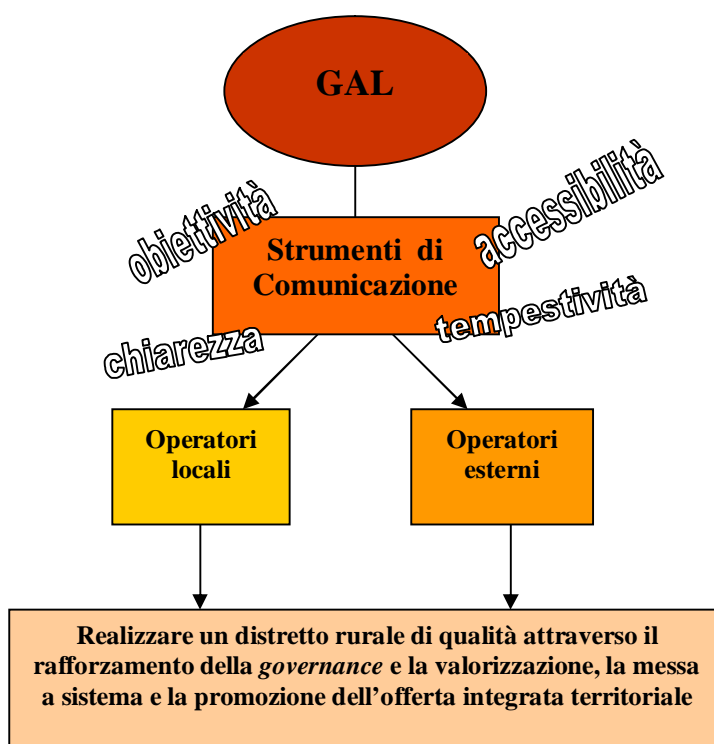 GAL
obiettività
accessibilità
Strumenti di
Comunicazione
chiarezza
tempestività
Operatori
locali
Operatori
esterni
Realizzare un distretto rurale di qualità attraverso il
rafforzamento della governance e la valorizzazione, la messa
a sistema e la promozione dell’offerta integrata territoriale